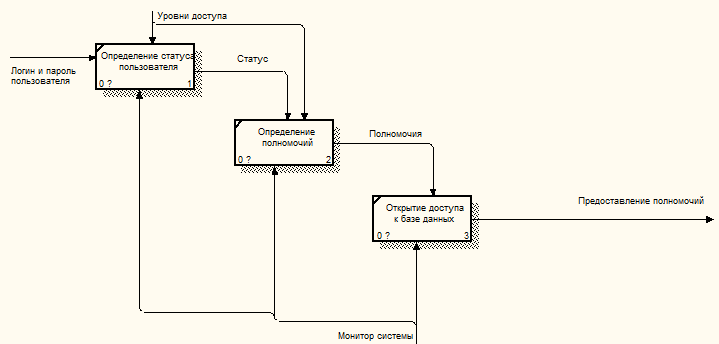 Уровни доступа
Определение статуса
пользователя
0 ?
1
Логин и пароль
пользователя
Статус
Определение
полномочий
0 ?
2
Полномочия
Открытие доступа
к базе данных
0 ?
3
Предоставление полномочий
Монитор системы